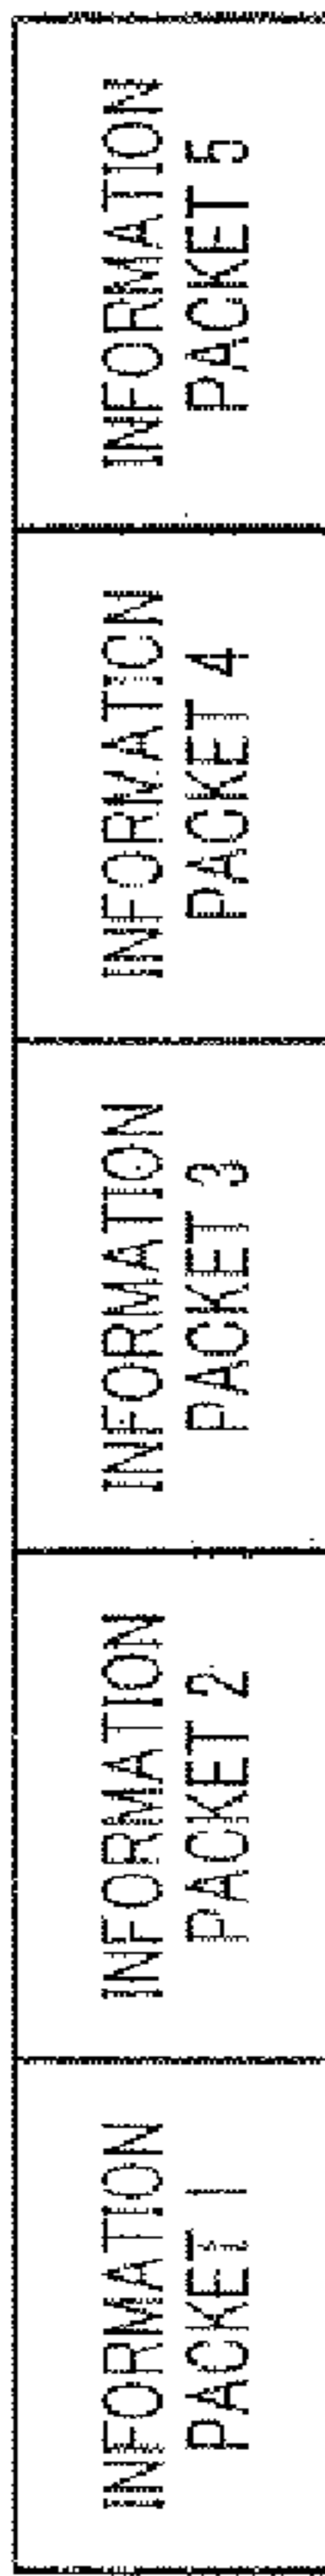 INFORMATION
PACKET 1
INFORMATION
PACKET 2
INFORMATION
PACKET 3
INFORMATION
PACKET 4
INFORMATION
PACKET 5